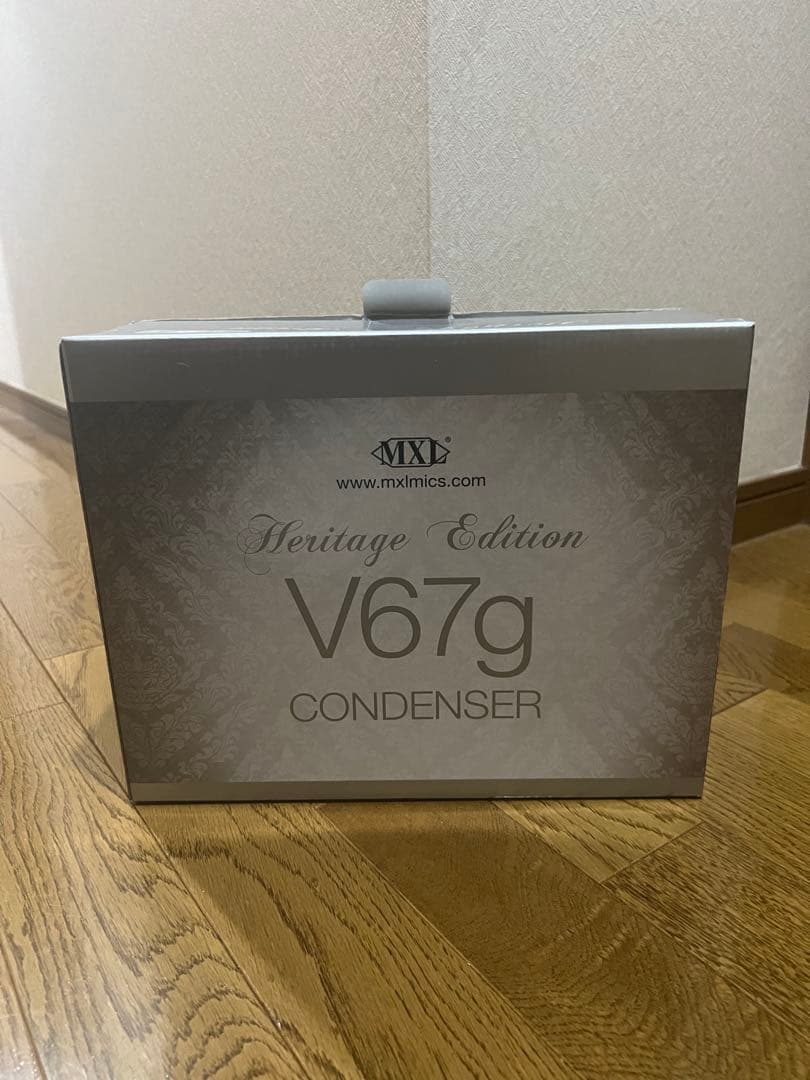 MXL®
www.mxlmics.com
Heritage Edition
V67g
CONDENSER